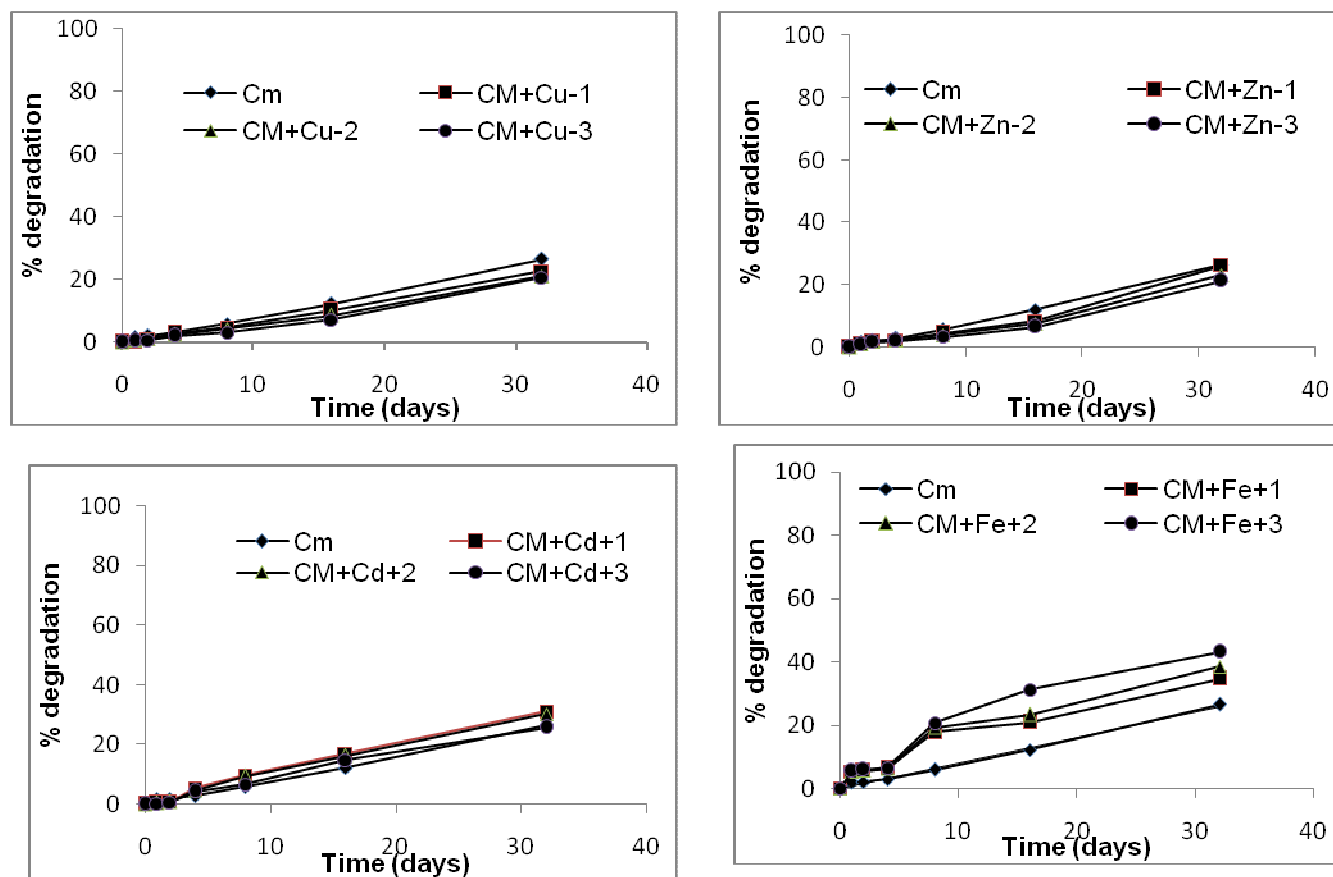 100
80
60
40
20
0
% degradation
Cm CM+Cu-1
CM+Cu-2 CM+Cu-3
0 10 20 30 40
Time (days)
100
80
60
40
20
0
% degradation
Cm CM+Zn-1
CM+Zn-2 CM+Zn-3
0 10 20 30 40
Time (days)
100
80
60
40
20
0
% degradation
Cm CM+Cd+1
CM+Cd+2 CM+Cd+3
0 10 20 30 40
Time (days)
100
80
60
40
20
0
% degradation
Cm CM+Fe+1
CM+Fe+2 CM+Fe+3
0 10 20 30 40
Time (days)